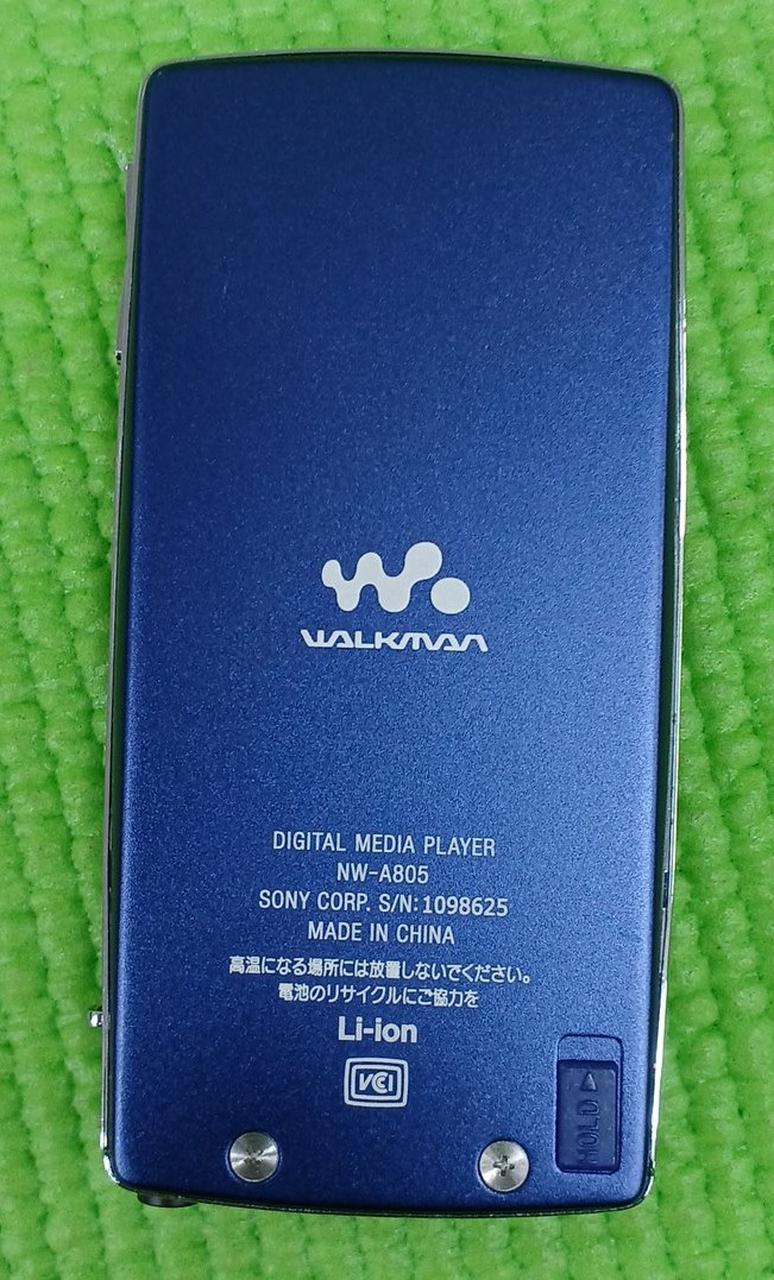 WALKMAN
DIGITAL MEDIA PLAYER
NW-A805
SONY CORP. S/N:1098625
MADE IN CHINA
高温になる場所には放置しないでください。
電池のリサイクルにご協力を
Li-ion
VCCI
HOLD